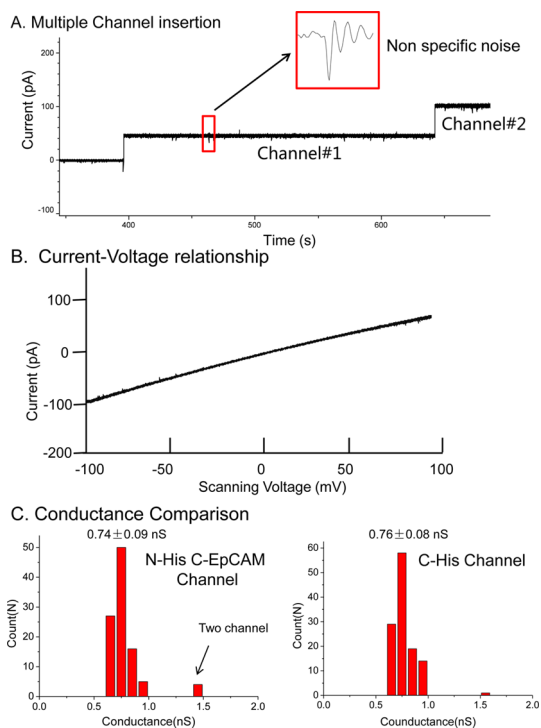 A. Multiple Channel insertion
Non specific noise
Current (pA)
200
100
0
-100
Channel#1
Channel#2
400
500
600
Time (s)
B. Current-Voltage relationship
Current (pA)
100
0
-100
-200
-100
-50
0
50
100
Scanning Voltage (mV)
C. Conductance Comparison
0.74±0.09 nS
N-His C-EpCAM
Channel
Two channel
Count(N)
50
40
30
20
10
0
0.0
0.5
1.0
1.5
2.0
Conductance(nS)
0.76±0.08 nS
C-His Channel
Count(N)
60
50
40
30
20
10
0
0.0
0.5
1.0
1.5
2.0
Counductance(nS)